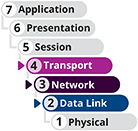 7 Application
6 Presentation
5 Session
4 Transport
3 Network
2 Data Link
1 Physical